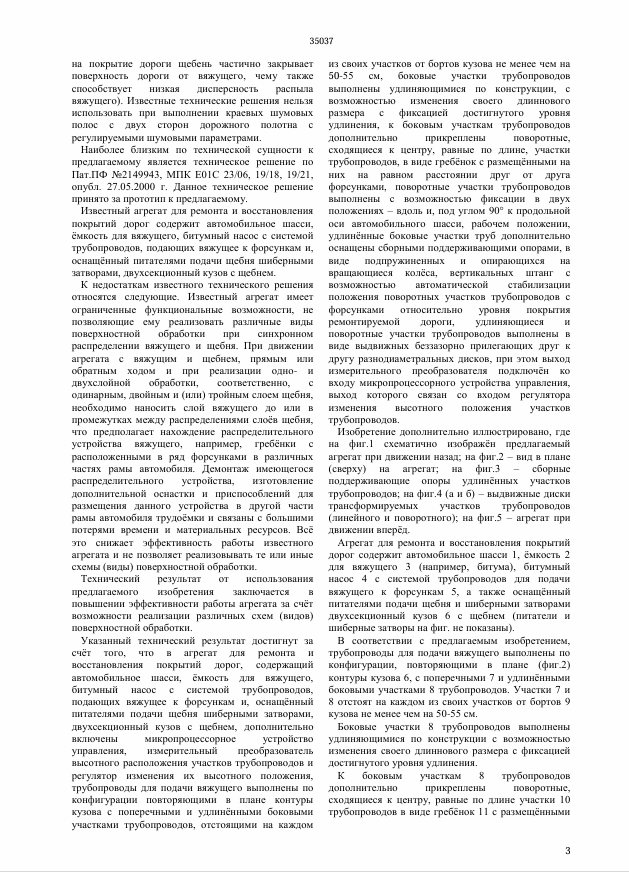 35037
на покрытие дороги щебень частично закрывает
поверхность дороги от вяжущего, чему также
способствует низкая дисперсность распыла
вяжущего). Известные технические решения нельзя
использовать при выполнении краевых шумовых
полос с двух сторон дорожного полотна с
регулируемыми шумовыми параметрами.
Наиболее близким по технической сущности к
предлагаемому является техническое решение по
Пат.ПФ №2149943, МПК Е01С 23/06, 19/18, 19/21,
опубл. 27.05.2000 г. Данное техническое решение
принято за прототип к предлагаемому.
Известный агрегат для ремонта и восстановления
покрытий дорог содержит автомобильное шасси,
ёмкость для вяжущего, битумный насос с системой
трубопроводов, подающих вяжущее к форсункам и,
оснащённый питателями подачи щебня шиберными
затворами, двухсекционный кузов с щебнем.
К недостаткам известного технического решения
относятся следующие. Известный агрегат имеет
ограниченные функциональные возможности, не
позволяющие ему реализовать различные виды
поверхностной обработки при синхронном
распределении вяжущего и щебня. При движении
агрегата с вяжущим и щебнем, прямым или
обратным ходом и при реализации одно- и
двухслойной обработки, соответственно, с
одинарным, двойным и (или) тройным слоем щебня,
необходимо наносить слой вяжущего до или в
промежутках между распределениями слоёв щебня,
что предполагает нахождение распределительного
устройства вяжущего, например, гребёнки с
расположенными в ряд форсунками в различных
частях рамы автомобиля. Демонтаж имеющегося
распределительного устройства, изготовление
дополнительной оснастки и приспособлений для
размещения данного устройства в другой части
рамы автомобиля трудоёмки и связаны с большими
потерями времени и материальных ресурсов. Всё
это снижает эффективность работы известного
агрегата и не позволяет реализовывать те или иные
схемы (виды) поверхностной обработки.
Технический результат от использования
предлагаемого изобретения заключается в
повышении эффективности работы агрегата за счёт
возможности реализации различных схем (видов)
поверхностной обработки.
Указанный технический результат достигнут за
счёт того, что в агрегат для ремонта и
восстановления покрытий дорог, содержащий
автомобильное шасси, ёмкость для вяжущего,
битумный насос с системой трубопроводов,
подающих вяжущее к форсункам и, оснащённый
питателями подачи щебня шиберными затворами,
двухсекционный кузов с щебнем, дополнительно
включены микропроцессорное устройство
управления, измерительный преобразователь
высотного расположения участков трубопроводов и
регулятор изменения их высотного положения,
трубопроводы для подачи вяжущего выполнены по
конфигурации повторяющими в плане контуры
кузова с поперечными и удлинёнными боковыми
участками трубопроводов, отстоящими на каждом
из своих участков от бортов кузова не менее чем на
50-55 см, боковые участки трубопроводов
выполнены удлиняющимися по конструкции, с
возможностью изменения своего длинного
размера с фиксацией достигнутого уровня
удлинения, к боковым участкам трубопроводов
дополнительно прикреплены поворотные,
сходящиеся к центру, равные по длине, участки
трубопроводов, в виде гребёнок с размещёнными на
них на равном расстоянии друг от друга
форсунками, поворотные участки трубопроводов
выполнены с возможностью фиксации в двух
положениях – вдоль и, под углом 90° к продольной
оси автомобильного шасси, рабочем положении,
удлинённые боковые участки труб дополнительно
оснащены сборными поддерживающими опорами, в
виде подпружиненных и опирающихся на
вращающиеся колёса, вертикальных штанг с
возможностью автоматической стабилизации
положения поворотных участков трубопроводов с
форсунками относительно уровня покрытия
ремонтируемой дороги, удлиняющиеся и
поворотные участки трубопроводов выполнены в
виде выдвижных беззазорно прилегающих друг к
другу разнодиаметральных дисков, при этом выход
измерительного преобразователя подключён ко
входу микропроцессорного устройства управления,
выход которого связан со входом регулятора
изменения высотного положения участков
трубопроводов.
Изобретение дополнительно иллюстрировано, где
на фиг.1 схематично изображён предлагаемый
агрегат при движении назад; на фиг.2 – вид в плане
(сверху) на агрегат; на фиг.3 – сборные
поддерживающие опоры удлинённых участков
трубопроводов; на фиг.4 (а и б) – выдвижные диски
трансформируемых участков трубопроводов
(линейного и поворотного); на фиг.5 – агрегат при
движении вперёд.
Агрегат для ремонта и восстановления покрытий
дорог содержит автомобильное шасси 1, ёмкость 2
для вяжущего 3 (например, битума), битумный
насос 4 с системой трубопроводов для подачи
вяжущего к форсункам 5, а также оснащённый
питателями подачи щебня и шиберными затворами
двухсекционный кузов 6 с щебнем (питатели и
шиберные затворы на фиг. не показаны).
В соответствии с предлагаемым изобретением,
трубопроводы для подачи вяжущего выполнены по
конфигурации, повторяющими в плане (фиг.2)
контуры кузова 6, с поперечными 7 и удлинёнными
боковыми участками 8 трубопроводов. Участки 7 и
8 отстоят на каждом из своих участков от бортов 9
кузова не менее чем на 50-55 см.
Боковые участки 8 трубопроводов выполнены
удлиняющимися по конструкции с возможностью
изменения своего длинного размера с фиксацией
достигнутого уровня удлинения.
К боковым участкам 8 трубопроводов
дополнительно прикреплены поворотные,
сходящиеся к центру, равные по длине участки 10
трубопроводов в виде гребёнок 11 с размещёнными
3